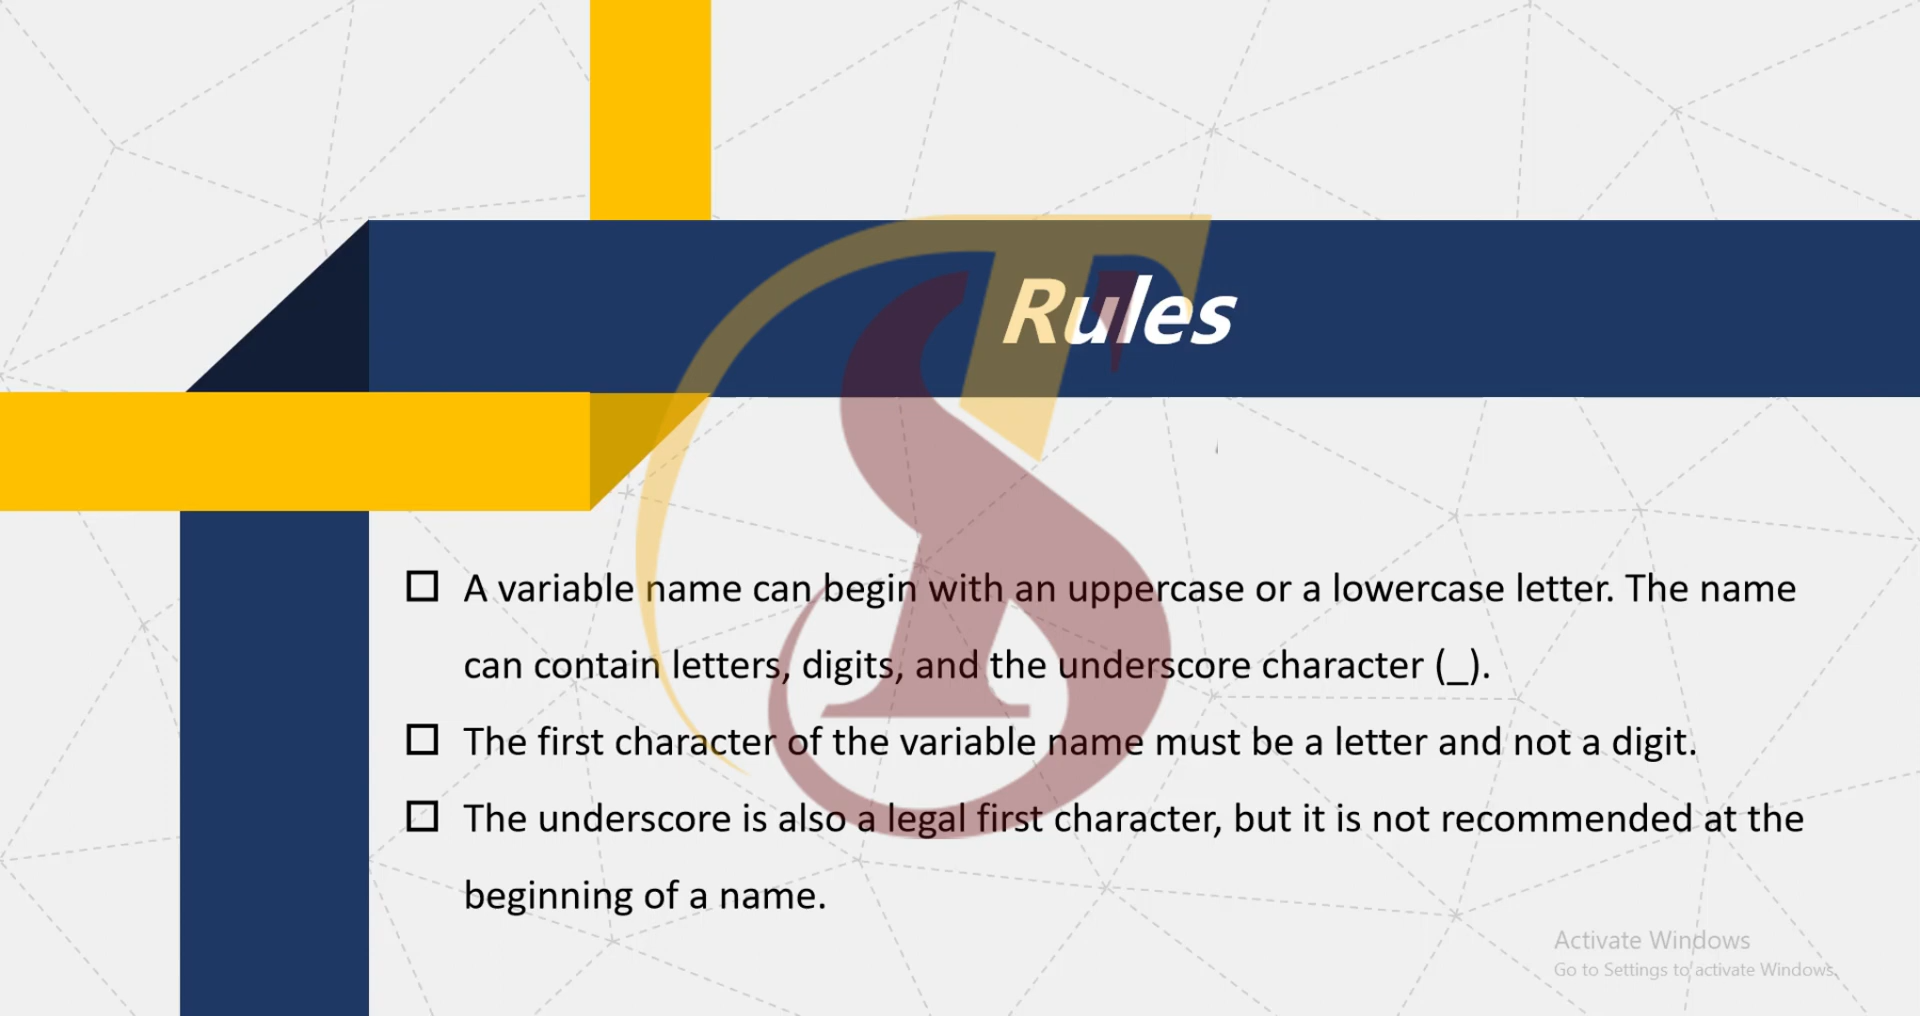 Rules
A variable name can begin with an uppercase or a lowercase letter. The name
can contain letters, digits, and the underscore character (_).
The first character of the variable name must be a letter and not a digit.
The underscore is also a legal first character, but it is not recommended at the
beginning of a name.
Activate Windows
Go to Settings to activate Windows.